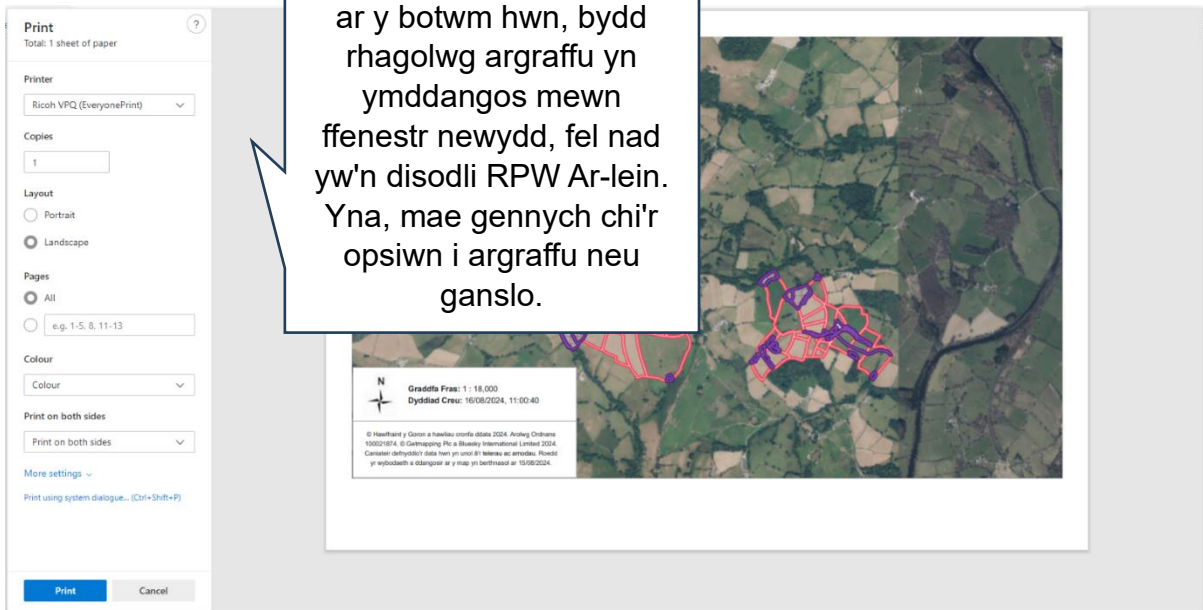 Print
?
Total: 1 sheet of paper
Printer
Ricoh VPQ (EveryonePrint)
Copies
1
Layout
Portrait
Landscape
Pages
All
e.g. 1-5, 8, 11-13
Colour
Colour
Print on both sides
Print on both sides
More settings
Print using system dialogue... (Ctrl+Shift+P)
Print
Cancel
ar y botwm hwn, bydd
rhagolwg argraffu yn
ymddangos mewn
ffenestr newydd, fel nad
yw'n disodli RPW Ar-lein.
Yna, mae gennych chi'r
opsiwn i argraffu neu
ganslo.
N
Graddfa Fras: 1 : 18,000
Dyddiad Creu: 16/08/2024, 11:00:40
© Hawlfraint y Goron a hawliau cronfa ddata 2024. Arolwg Ordnans
100021874. © Getmapping Plc a Bluesky International Limited 2024.
Caniateir defnyddio'r data hwn yn unol â'r telerau ac amodau. Roedd
yr wybodaeth a ddangosir ar y map yn berthnasol ar 15/08/2024.